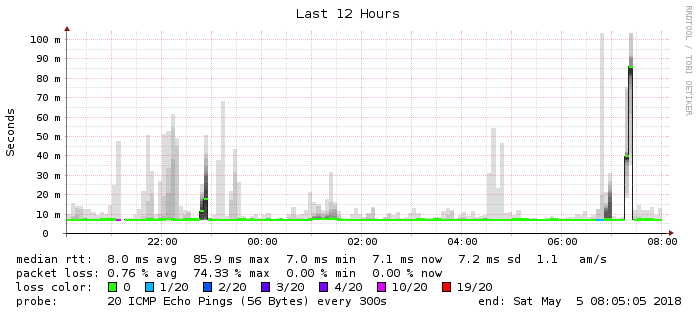 Last 12 Hours
RRDTOOL / TOBI OETIKER
Seconds
100 m
90 m
80 m
70 m
60 m
50 m
40 m
30 m
20 m
10 m
0
22:00 00:00 02:00 04:00 06:00 08:00
median rtt: 8.0 ms avg 85.9 ms max 7.0 ms min 7.1 ms now 7.2 ms sd 1.1 am/s
packet loss: 0.76 % avg 74.33 % max 0.00 % min 0.00 % now
loss color: 0 1/20 2/20 3/20 4/20 10/20 19/20
probe: 20 ICMP Echo Pings (56 Bytes) every 300s end: Sat May 5 08:05:05 2018